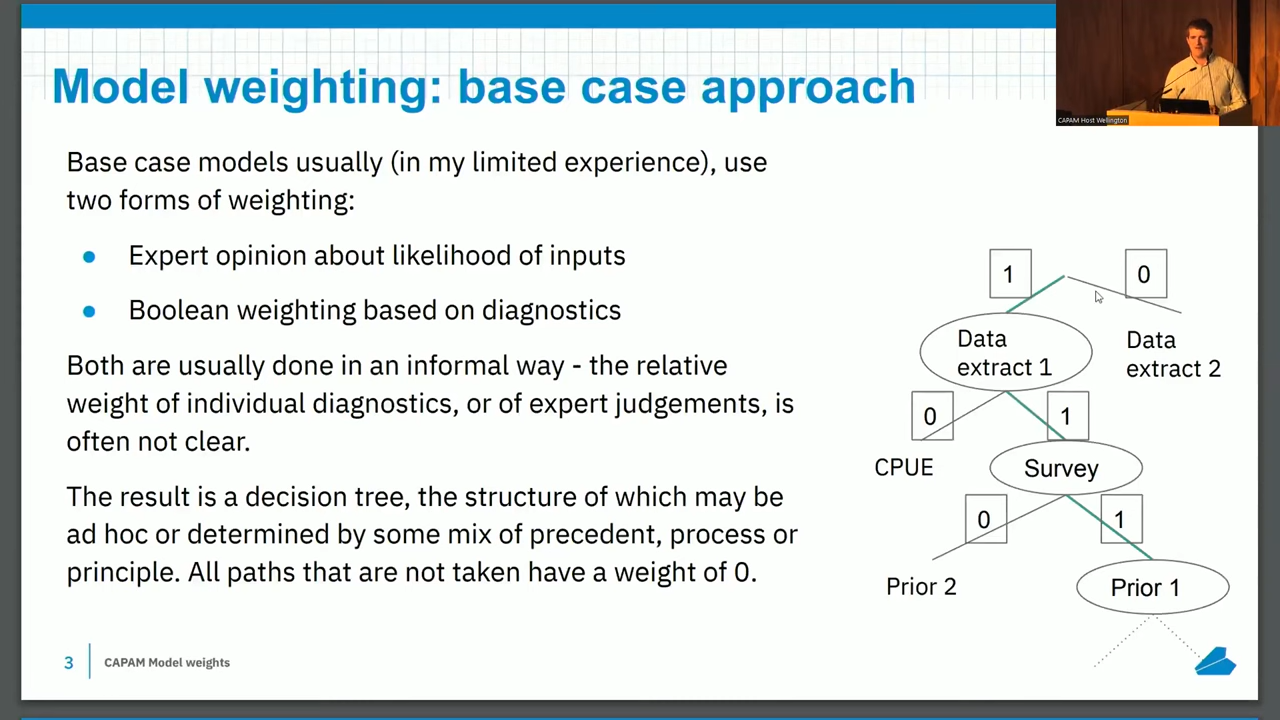 Model weighting: base case approach
CAPAM Host Wellington
Base case models usually (in my limited experience), use
two forms of weighting:
● Expert opinion about likelihood of inputs
● Boolean weighting based on diagnostics
Both are usually done in an informal way - the relative
weight of individual diagnostics, or of expert judgements, is
often not clear.
The result is a decision tree, the structure of which may be
ad hoc or determined by some mix of precedent, process or
principle. All paths that are not taken have a weight of 0.
1
0
Data
extract 1
Data
extract 2
0
1
CPUE
Survey
0
1
Prior 2
Prior 1
3
CAPAM Model weights